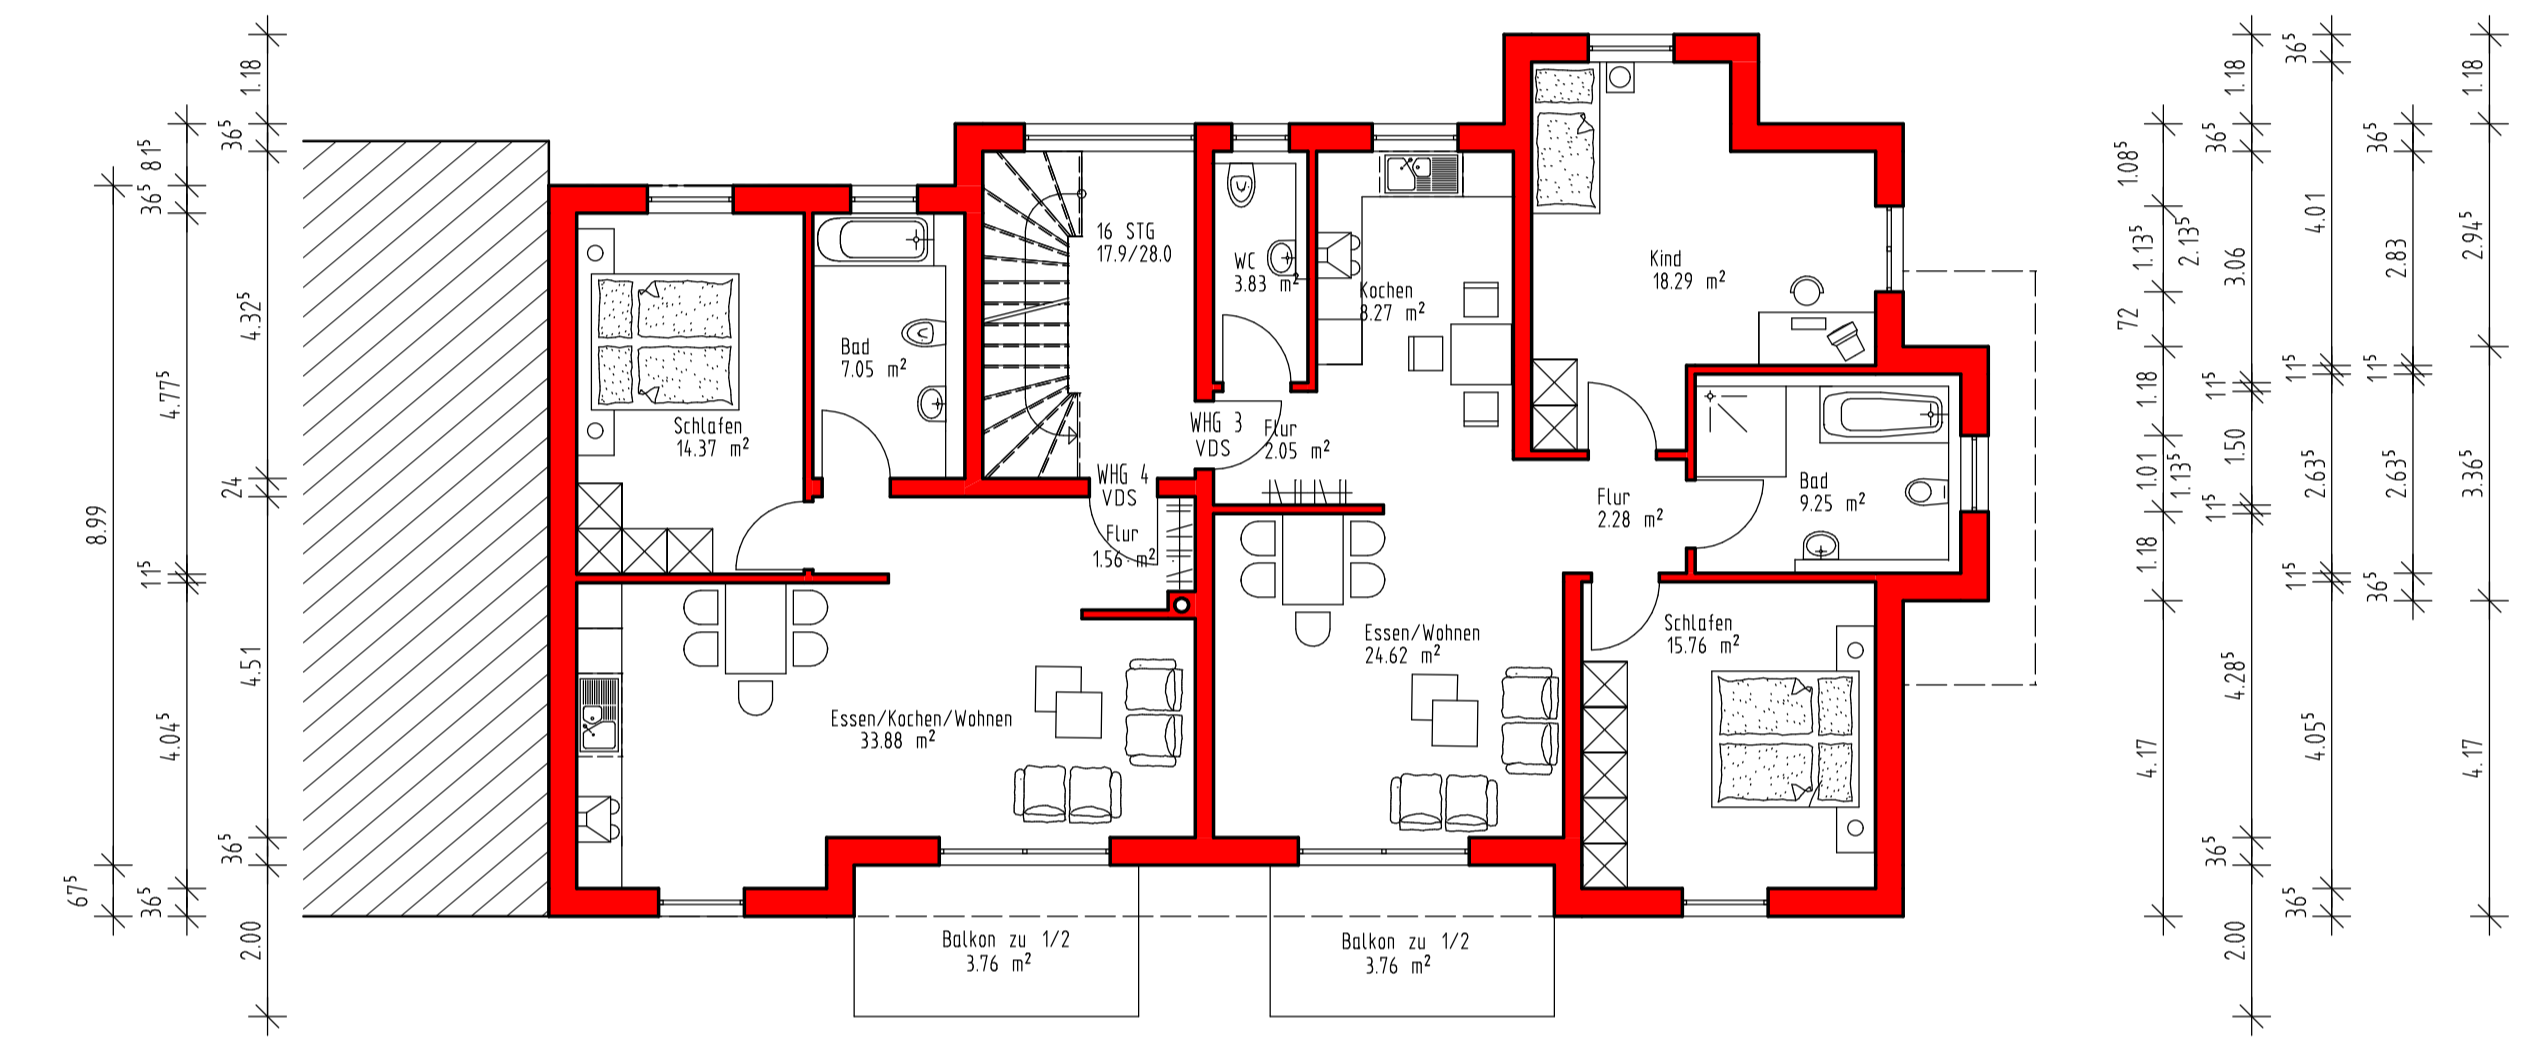 1.18
36⁵
4.32⁵
24
4.51
36⁵
2.00
81⁵
36⁵
4.77⁵
11⁵
4.04⁵
36⁵
8.99
67⁵
16 STG
17.9/28.0
WC
3.83 m²
Kochen
8.27 m²
Kind
18.29 m²
Bad
7.05 m²
Schlafen
14.37 m²
WHG 3
VDS
Flur
2.05 m²
WHG 4
VDS
Flur
1.56 m²
Flur
2.28 m²
Bad
9.25 m²
Essen/Wohnen
24.62 m²
Schlafen
15.76 m²
Essen/Kochen/Wohnen
33.88 m²
Balkon zu 1/2
3.76 m²
Balkon zu 1/2
3.76 m²
1.08⁵
1.13⁵
2.13⁵
72
1.18
1.01
1.13⁵
1.18
4.17
1.18
36⁵
3.06
11⁵
1.50
11⁵
4.28⁵
36⁵
2.00
36⁵
4.01
11⁵
2.63⁵
11⁵
4.05⁵
36⁵
36⁵
2.83
11⁵
2.63⁵
36⁵
1.18
2.94⁵
3.36⁵
4.17